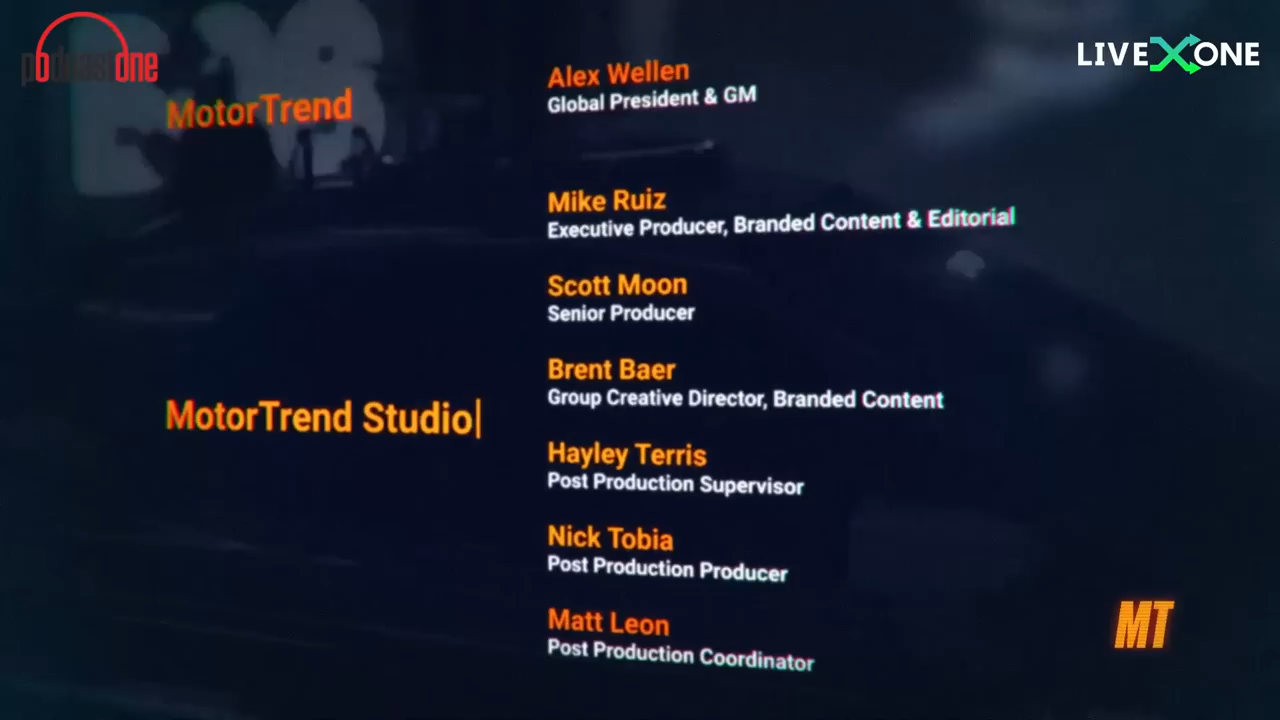 podcastone
LIVEXONE
MotorTrend
Alex Wellen
Global President & GM
Mike Ruiz
Executive Producer, Branded Content & Editorial
Scott Moon
Senior Producer
Brent Baer
Group Creative Director, Branded Content
MotorTrend Studio
Hayley Terris
Post Production Supervisor
Nick Tobia
Post Production Producer
Matt Leon
Post Production Coordinator
MT